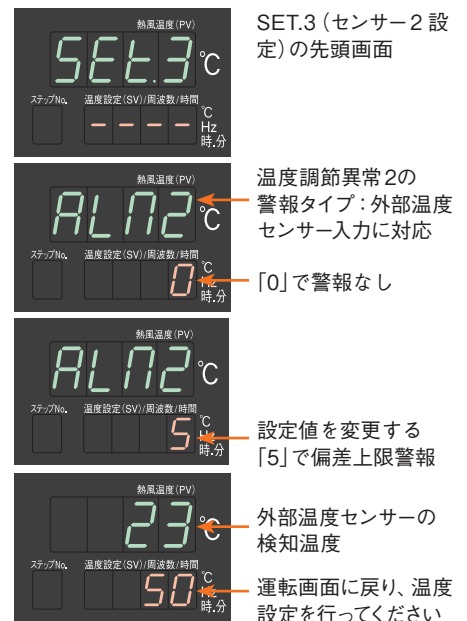 熱風温度(PV)
SEt.3 ℃
SET.3（センサー2 設
定）の先頭画面
ステップNo. 温度設定(SV)/周波数/時間
---- ℃
Hz
時.分
熱風温度(PV)
ALM2 ℃
温度調節異常2の
警報タイプ：外部温度
センサー入力に対応
ステップNo. 温度設定(SV)/周波数/時間
0 ℃
Hz
時.分
「0」で警報なし
熱風温度(PV)
ALM2 ℃
ステップNo. 温度設定(SV)/周波数/時間
5 ℃
Hz
時.分
設定値を変更する
「5」で偏差上限警報
熱風温度(PV)
23 ℃
外部温度センサーの
検知温度
ステップNo. 温度設定(SV)/周波数/時間
50 ℃
Hz
時.分
運転画面に戻り、温度
設定を行ってください